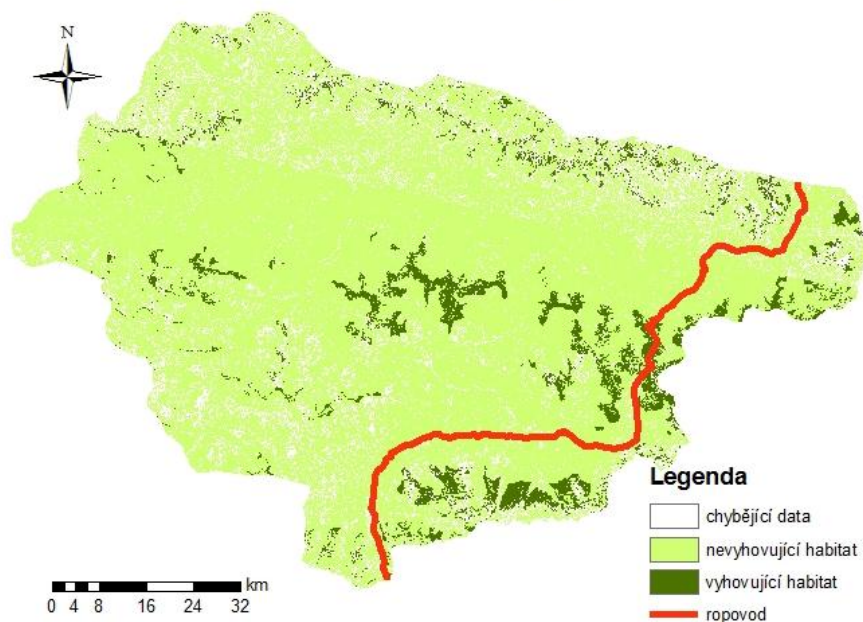 N
Legenda
chybějící data
nevyhovující habitat
vyhovující habitat
ropovod
km
0 4 8 16 24 32